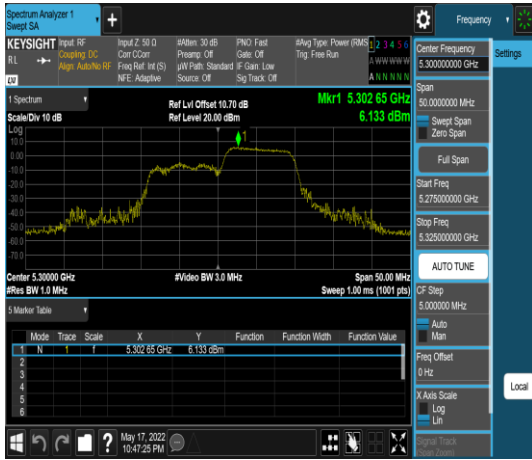 Spectrum Analyzer 1
Swept SA
Frequency
KEYSIGHT
RL
Input: RF
Coupling: DC
Align: Auto/No RF
Input Z: 50 Ω
Corr CCorr
Freq Ref: Int (S)
NFE: Adaptive
#Atten: 30 dB
Preamp: Off
µW Path: Standard
Source: Off
PNO: Fast
Gate: Off
IF Gain: Low
Sig Track: Off
#Avg Type: Power (RMS
Trig: Free Run
1 2 3 4 5 6
A W W W W W
A N N N N N
LXI
1 Spectrum
Scale/Div 10 dB
Ref Lvl Offset 10.70 dB
Ref Level 20.00 dBm
Mkr1 5.302 65 GHz
6.133 dBm
Log
10.0
0.00
-10.0
-20.0
-30.0
-40.0
-50.0
-60.0
-70.0
1
Center 5.30000 GHz
#Res BW 1.0 MHz
#Video BW 3.0 MHz
Span 50.00 MHz
Sweep 1.00 ms (1001 pts)
5 Marker Table
Mode Trace Scale X Y Function Function Width Function Value
1 N 1 f 5.302 65 GHz 6.133 dBm
2
3
4
5
6
May 17, 2022
10:47:25 PM
Center Frequency
5.300000000 GHz
Span
50.0000000 MHz
Swept Span
Zero Span
Full Span
Start Freq
5.275000000 GHz
Stop Freq
5.325000000 GHz
AUTO TUNE
CF Step
5.000000 MHz
Auto
Man
Freq Offset
0 Hz
X Axis Scale
Log
Lin
Signal Track
(Span Zoom)
Settings
Local